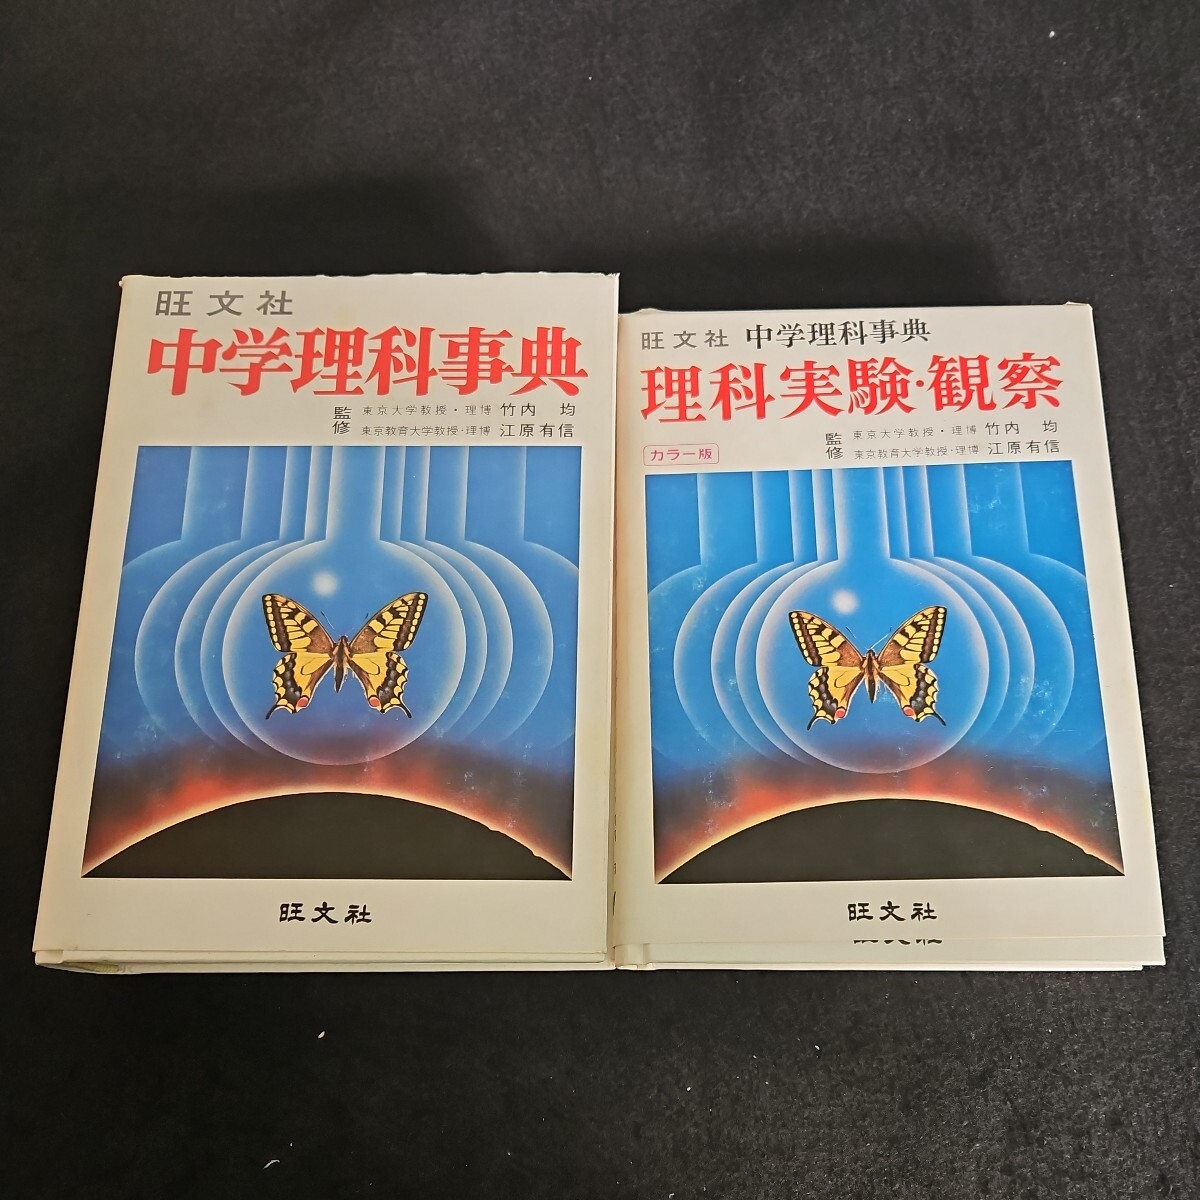 旺文社
中学理科事典
監修
東京大学教授・理博 竹内 均
東京教育大学教授・理博 江原有信
旺文社
旺文社 中学理科事典
理科実験・観察
カラー版
監修
東京大学教授・理博 竹内 均
東京教育大学教授・理博 江原有信
旺文社